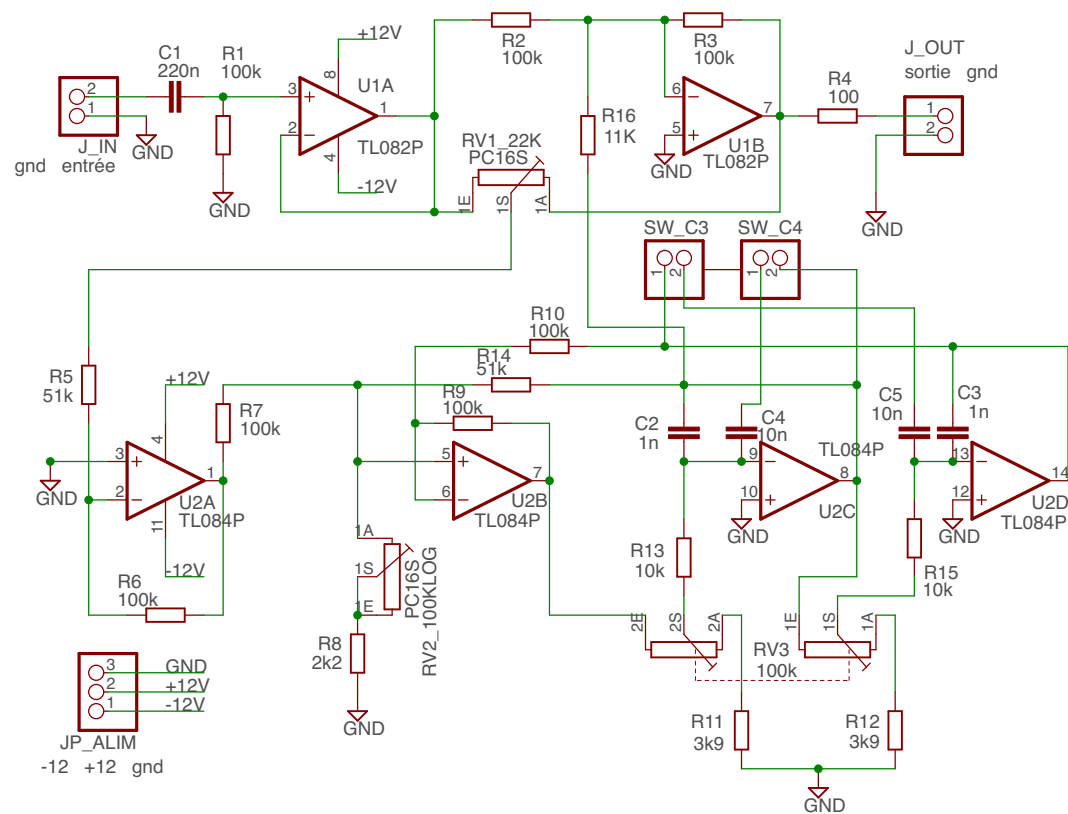 +12V
R2
100k
R3
100k
J_OUT
sortie gnd
C1
220n
R1
100k
8
U1A
3
+
1
2
−
4
TL082P
-12V
2
1
J_IN
gnd entrée
GND
GND
R16
11K
6
−
7
5
+
U1B
TL082P
GND
R4
100
1
2
GND
RV1_22K
PC16S
1E
1S
1A
SW_C3
1
2
SW_C4
1
2
R10
100k
R14
51k
R9
100k
R5
51k
+12V
4
R7
100k
3
+
1
2
−
11
U2A
TL084P
GND
-12V
R6
100k
5
+
7
6
−
U2B
TL084P
C2
1n
C4
10n
TL084P
9
−
8
10
+
U2C
GND
C5
10n
C3
1n
13
−
14
12
+
U2D
TL084P
GND
1A
1S
1E
PC16S
RV2_100KLOG
R8
2k2
GND
R13
10k
R15
10k
2E
2S
2A
1E
1S
1A
RV3
100k
R11
3k9
R12
3k9
GND
3
GND
2
+12V
1
-12V
JP_ALIM
-12 +12 gnd